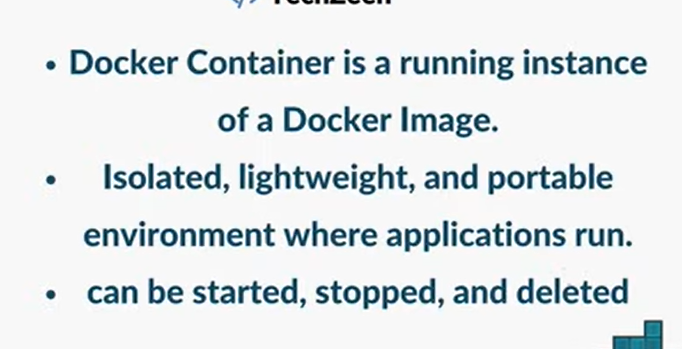 • Docker Container is a running instance
of a Docker Image.
• Isolated, lightweight, and portable
environment where applications run.
• can be started, stopped, and deleted